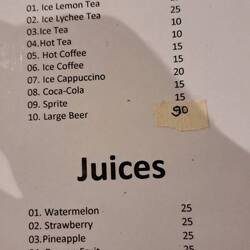 01. Ice Lemon Tea
02. Ice Lychee Tea 25
03.Ice Tea 10
04.Hot Tea 10
05. Hot Coffee 15
06. Ice Coffee 15
07. Ice Cappuccino 20
08. Coca-Cola 15
09. Sprite 15
10. Large Beer 90
Juices
01. Watermelon 25
02. Strawberry 25
03.Pineapple 25